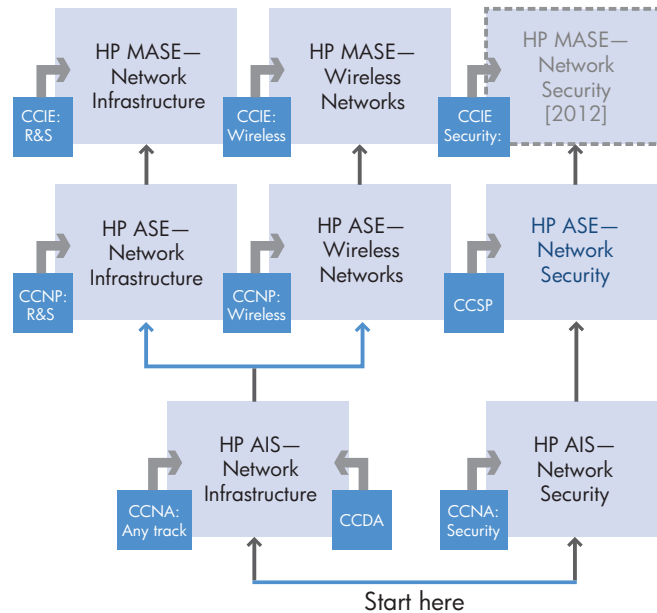 HP MASE—
Network
Infrastructure
CCIE:
R&S
HP MASE—
Wireless
Networks
CCIE:
Wireless
HP MASE—
Network
Security
[2012]
CCIE
Security:
HP ASE—
Network
Infrastructure
CCNP:
R&S
HP ASE—
Wireless
Networks
CCNP:
Wireless
HP ASE—
Network
Security
CCSP
HP AIS—
Network
Infrastructure
CCNA:
Any track
CCDA
HP AIS—
Network
Security
CCNA:
Security
Start here